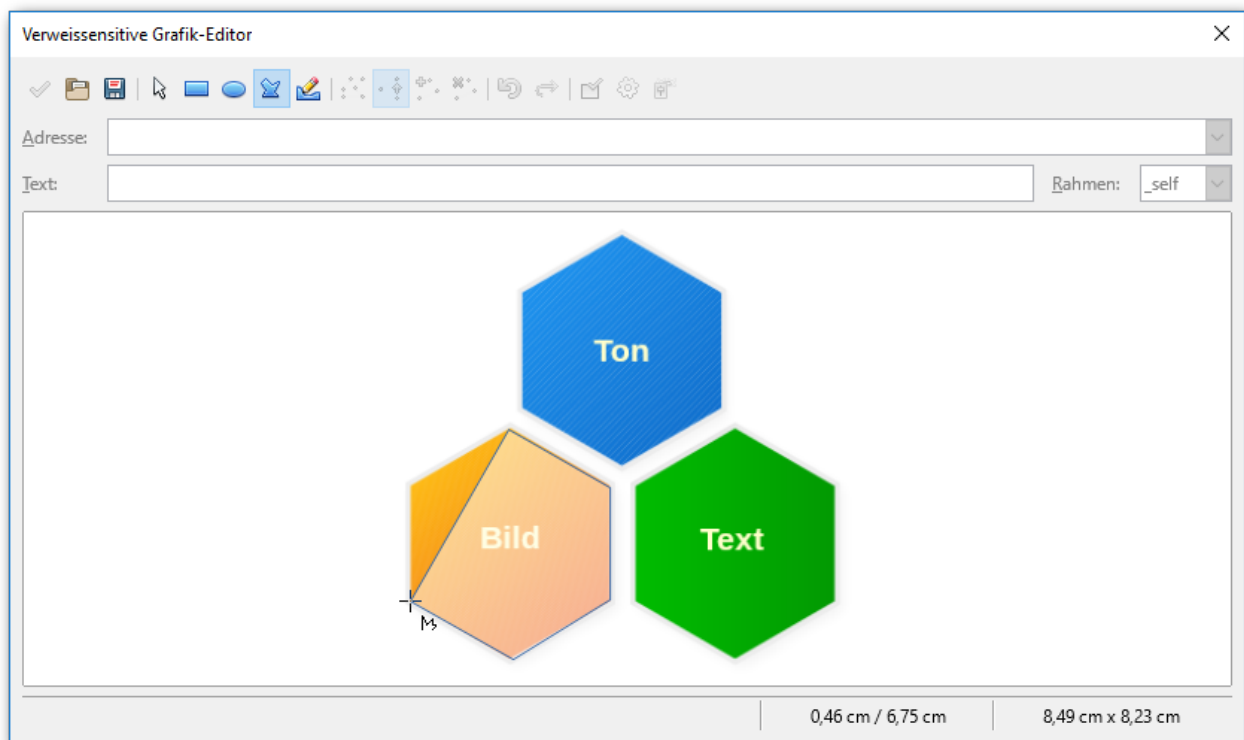 Verweissensitive Grafik-Editor
Adresse:
Text:
Rahmen: _self
Ton
Bild
Text
0,46 cm / 6,75 cm
8,49 cm x 8,23 cm